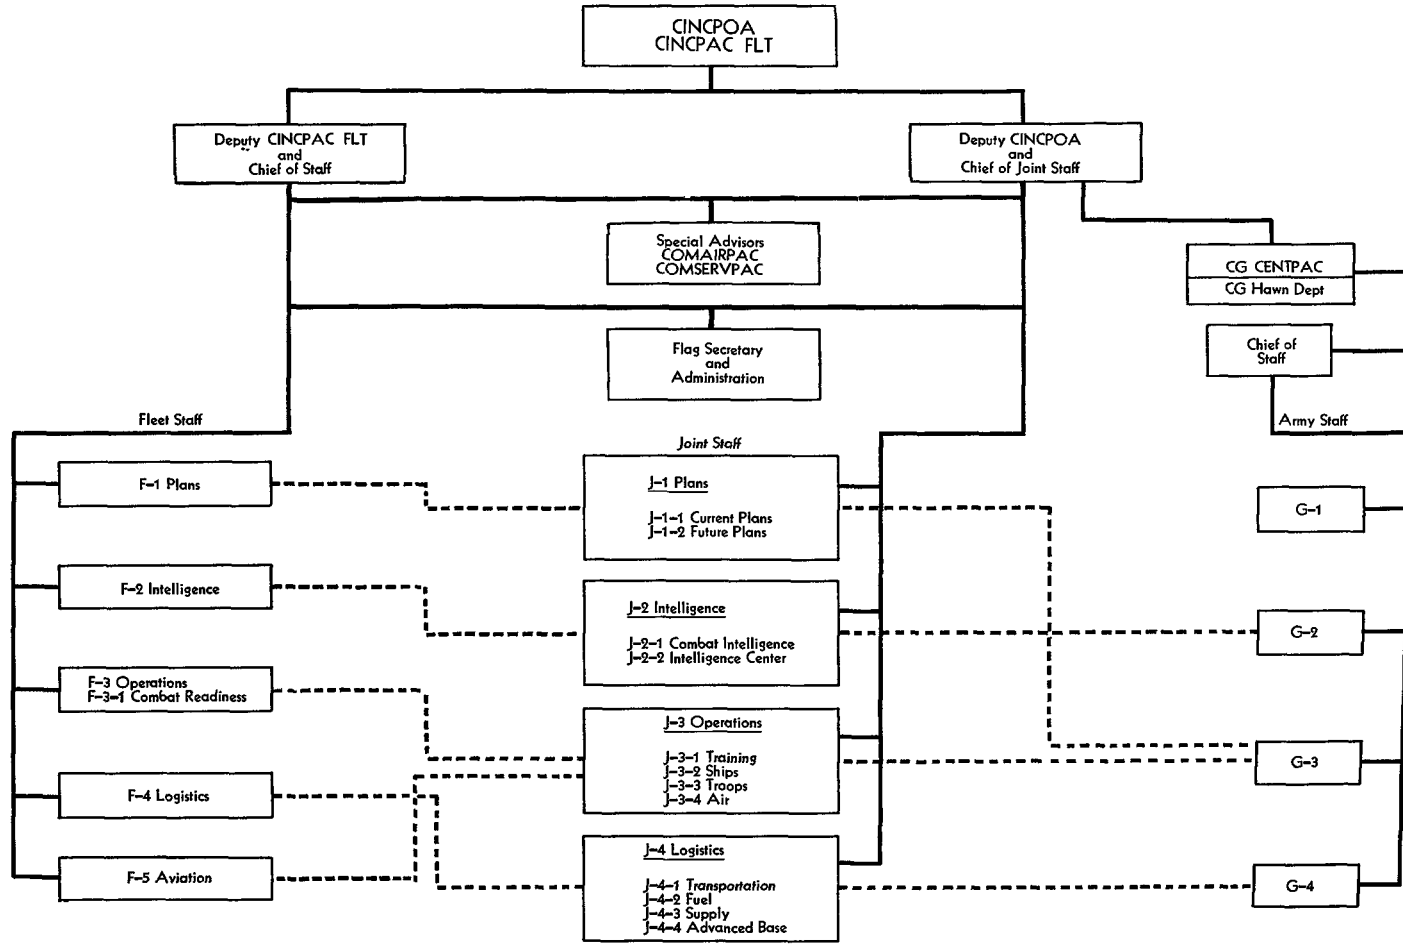 CINCPOA
CINCPAC FLT
Deputy CINCPAC FLT
and
Chief of Staff
Deputy CINCPOA
and
Chief of Joint Staff
Special Advisors
COMAIRPAC
COMSERVPAC
CG CENTPAC
CG Hawn Dept
Flag Secretary
and
Administration
Chief of
Staff
Fleet Staff
Joint Staff
Army Staff
F-1 Plans
J-1 Plans
J-1-1 Current Plans
J-1-2 Future Plans
G-1
F-2 Intelligence
J-2 Intelligence
J-2-1 Combat Intelligence
J-2-2 Intelligence Center
G-2
F-3 Operations
F-3-1 Combat Readiness
J-3 Operations
J-3-1 Training
J-3-2 Ships
J-3-3 Troops
J-3-4 Air
G-3
F-4 Logistics
F-5 Aviation
J-4 Logistics
J-4-1 Transportation
J-4-2 Fuel
J-4-3 Supply
J-4-4 Advanced Base
G-4